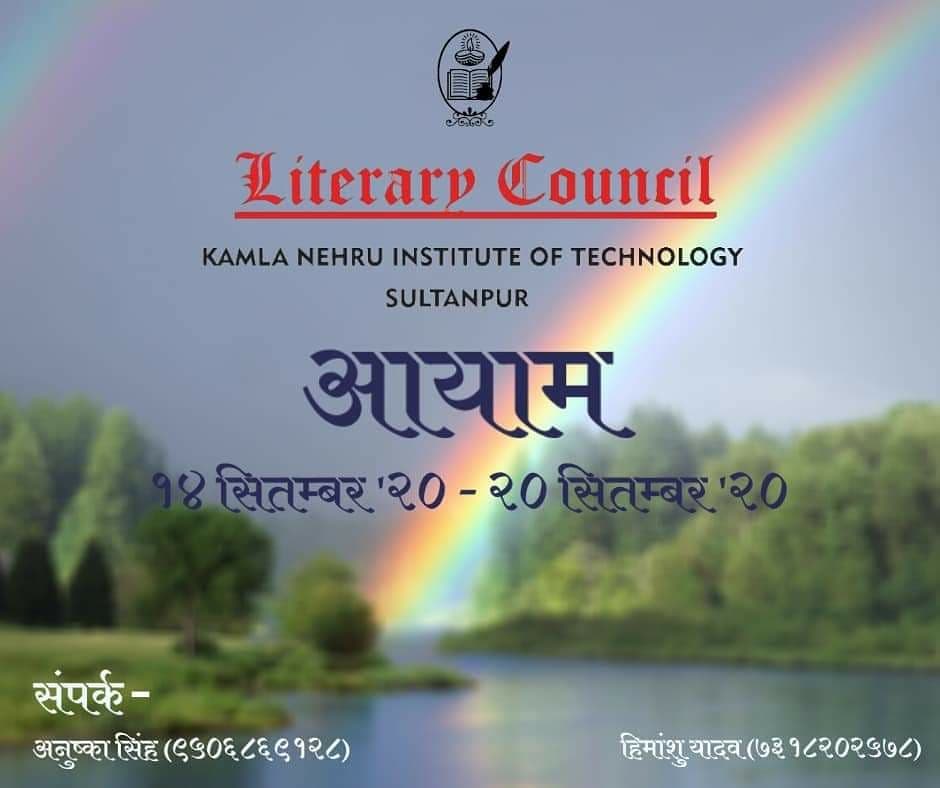 Literary Council
KAMLA NEHRU INSTITUTE OF TECHNOLOGY
SULTANPUR
आयाम
१४ सितम्बर '२० - २० सितम्बर '२०
संपर्क -
अनुष्का सिंह (९५०६८६९१२८)
हिमांशु यादव (७३१८२०२५७८)